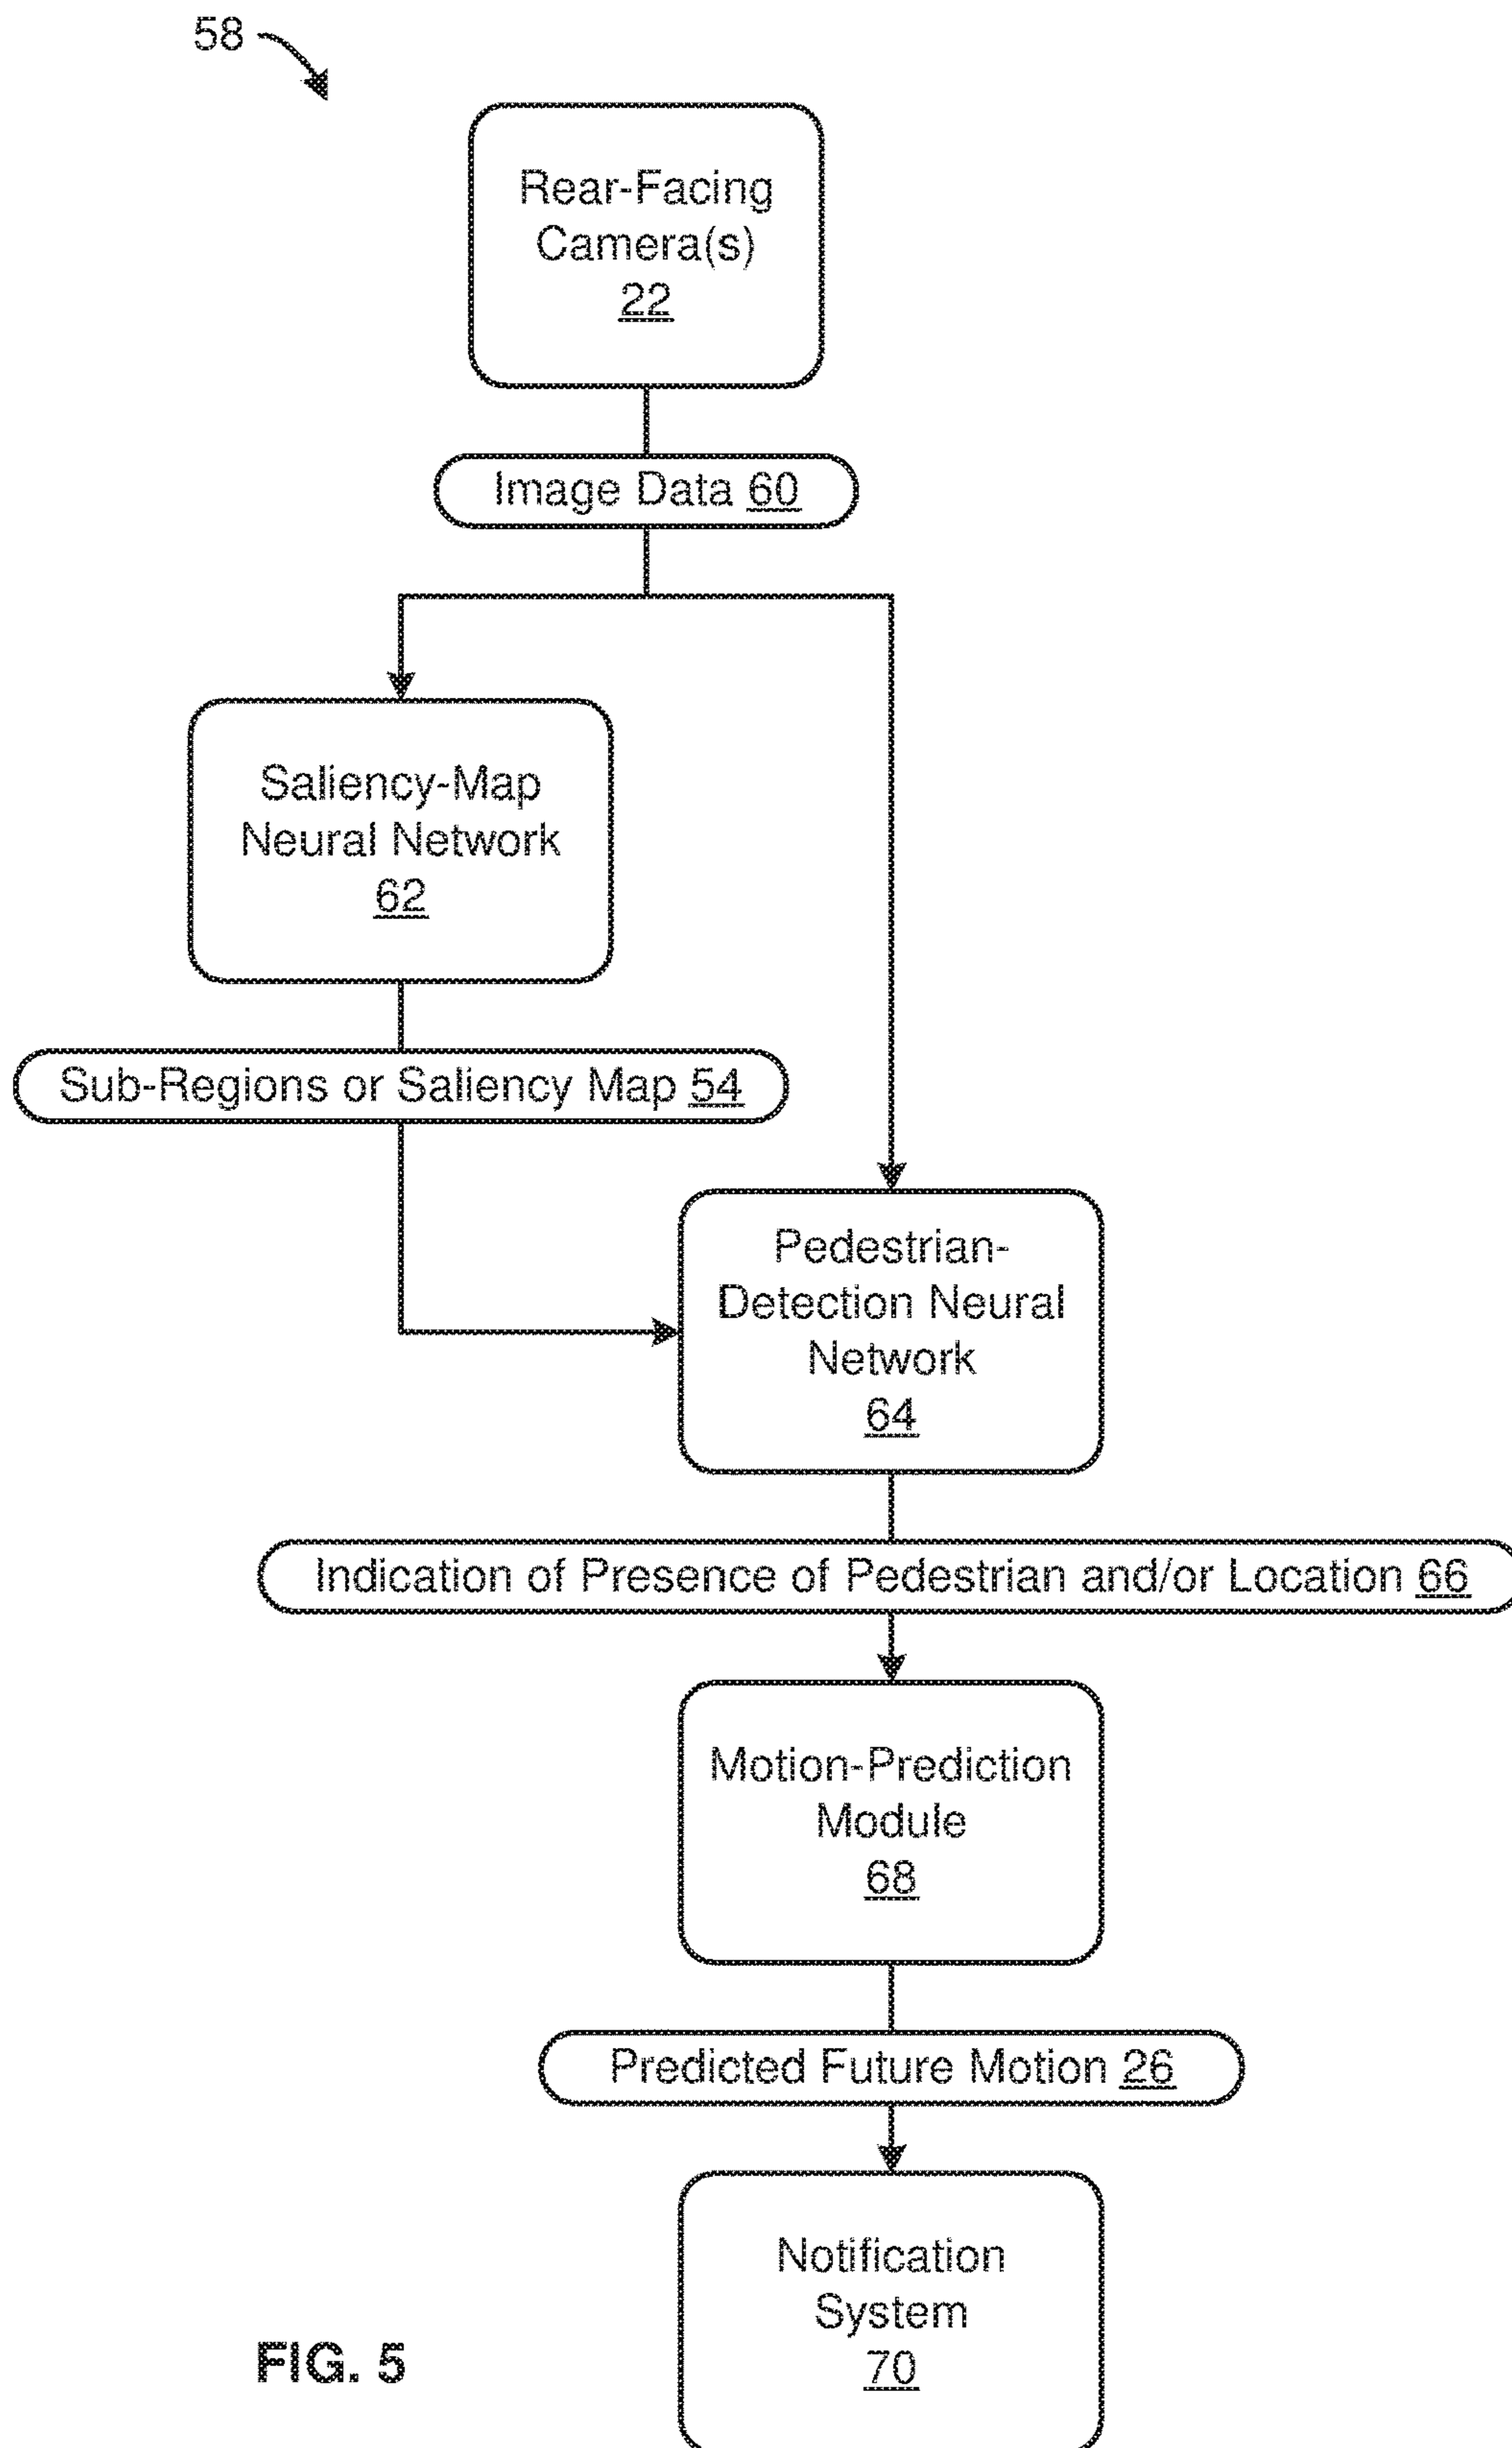 58
Rear-Facing
Camera(s)
22
Image Data 60
Saliency-Map
Neural Network
62
Sub-Regions or Saliency Map 54
Pedestrian-
Detection Neural
Network
64
Indication of Presence of Pedestrian and/or Location 66
Motion-Prediction
Module
68
Predicted Future Motion 26
Notification
System
70
FIG. 5